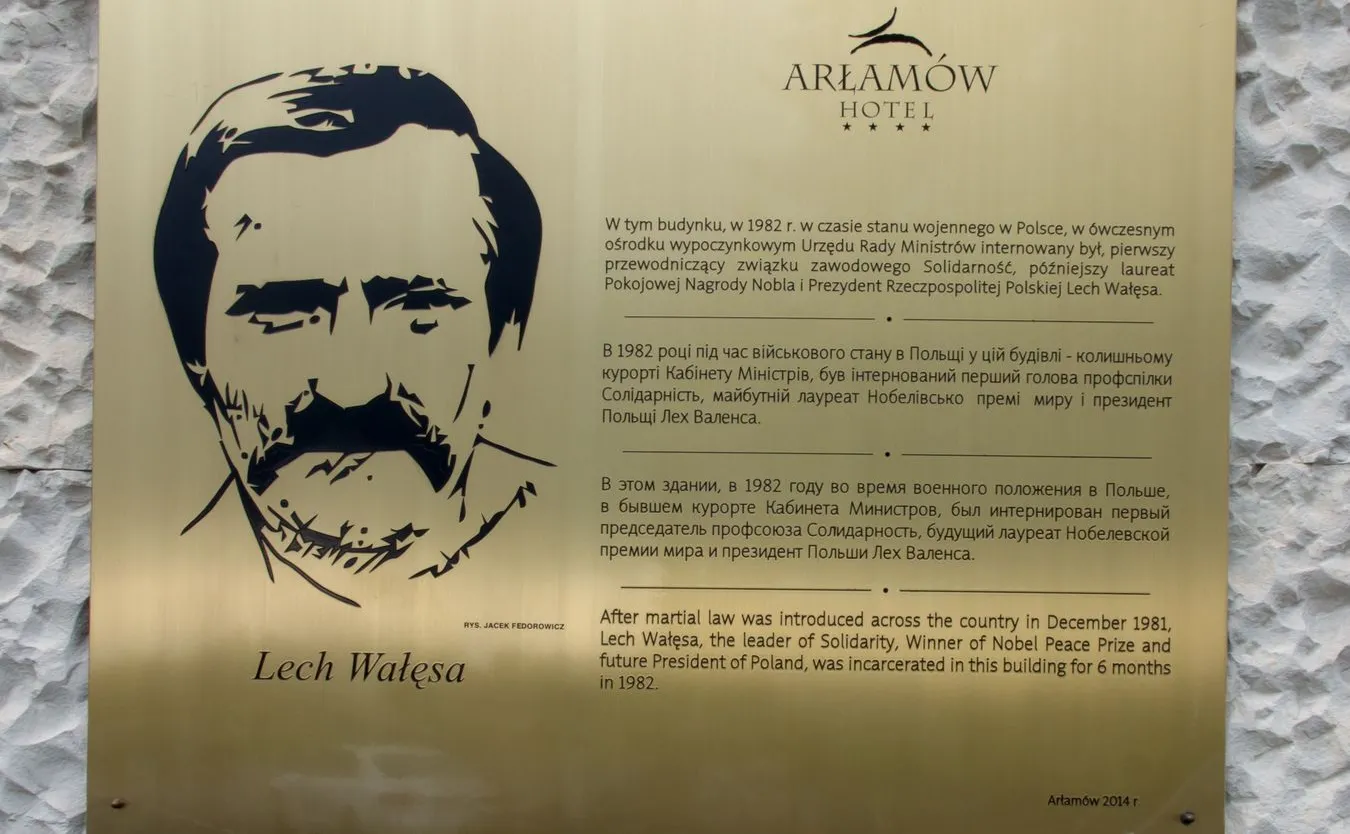 ARŁAMÓW
HOTEL
W tym budynku, w 1982 r. w czasie stanu wojennego w Polsce, w ówczesnym
ośrodku wypoczynkowym Urzędu Rady Ministrów internowany był, pierwszy
przewodniczący związku zawodowego Solidarność, późniejszy laureat
Pokojowej Nagrody Nobla i Prezydent Rzeczpospolitej Polskiej Lech Wałęsa.
В 1982 році під час військового стану в Польщі у цій будівлі - колишньому
курорті Кабінету Міністрів, був інтернований перший голова профспілки
Солідарність, майбутній лауреат Нобелівсько премі миру і президент
Польщі Лех Валенса.
В этом здании, в 1982 году во время военного положения в Польше,
в бывшем курорте Кабинета Министров, был интернирован первый
председатель профсоюза Солидарность, будущий лауреат Нобелевской
премии мира и президент Польши Лех Валенса.
After martial law was introduced across the country in December 1981,
Lech Wałęsa, the leader of Solidarity, Winner of Nobel Peace Prize and
future President of Poland, was incarcerated in this building for 6 months
in 1982.
RYS. JACEK FEDOROWICZ
Lech Wałęsa
Arłamów 2014 r